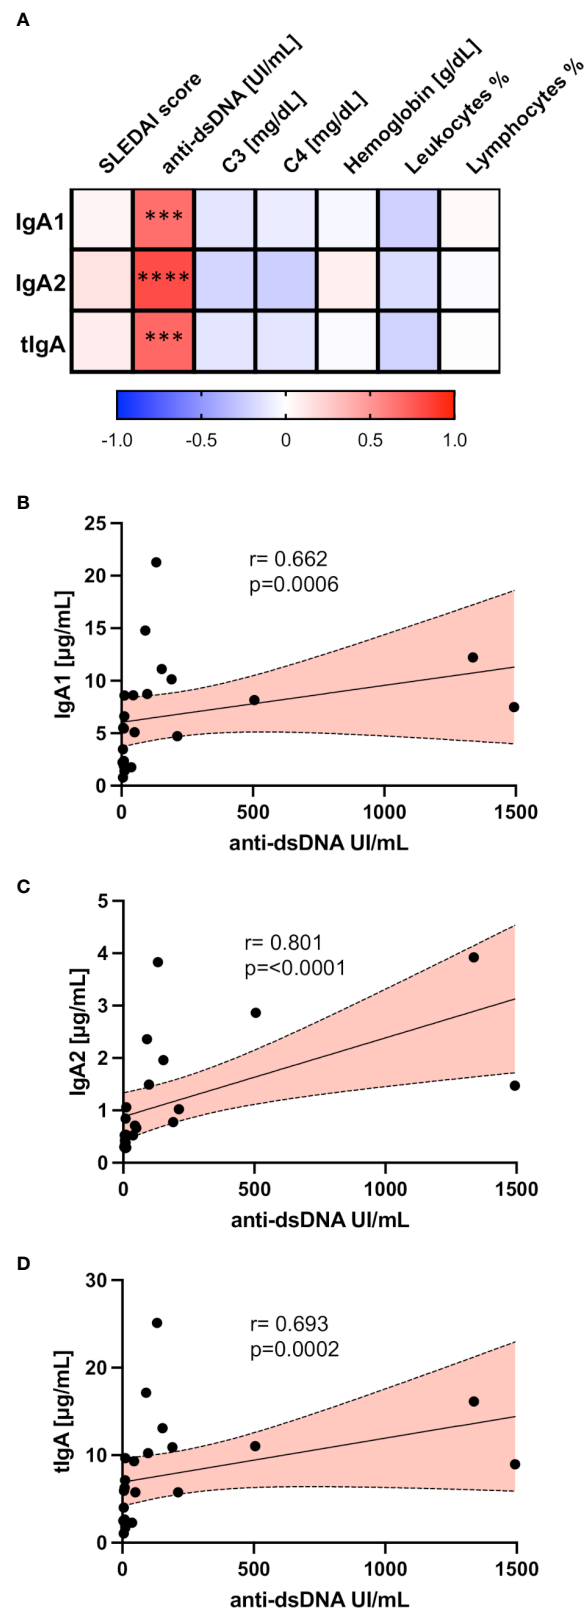 A
SLEDAI score
anti-dsDNA [UI/mL]
C3 [mg/dL]
C4 [mg/dL]
Hemoglobin [g/dL]
Leukocytes %
Lymphocytes %
IgA1
***
IgA2
****
tIgA
***
-1.0 -0.5 0 0.5 1.0
B
25
20
15
10
5
0
IgA1 [µg/mL]
r= 0.662
p=0.0006
0 500 1000 1500
anti-dsDNA UI/mL
C
5
4
3
2
1
0
IgA2 [µg/mL]
r= 0.801
p=<0.0001
0 500 1000 1500
anti-dsDNA UI/mL
D
30
20
10
0
tIgA [µg/mL]
r= 0.693
p=0.0002
0 500 1000 1500
anti-dsDNA UI/mL